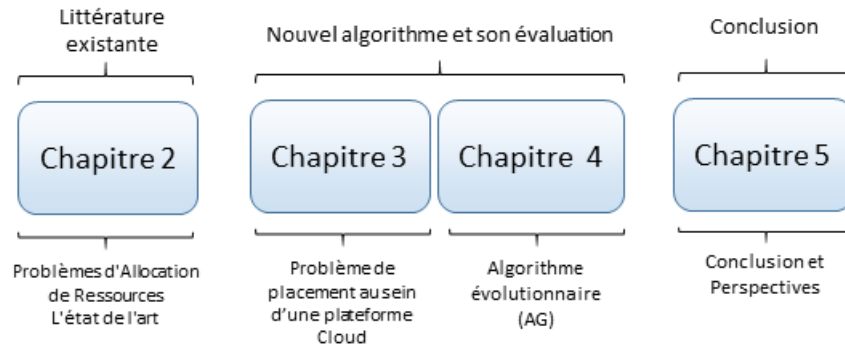 Littérature
existante
Nouvel algorithme et son évaluation
Conclusion
Chapitre 2
Chapitre 3
Chapitre 4
Chapitre 5
Problèmes d'Allocation
de Ressources
L'état de l'art
Problème de
placement au sein
d'une plateforme
Cloud
Algorithme
évolutionnaire
(AG)
Conclusion et
Perspectives